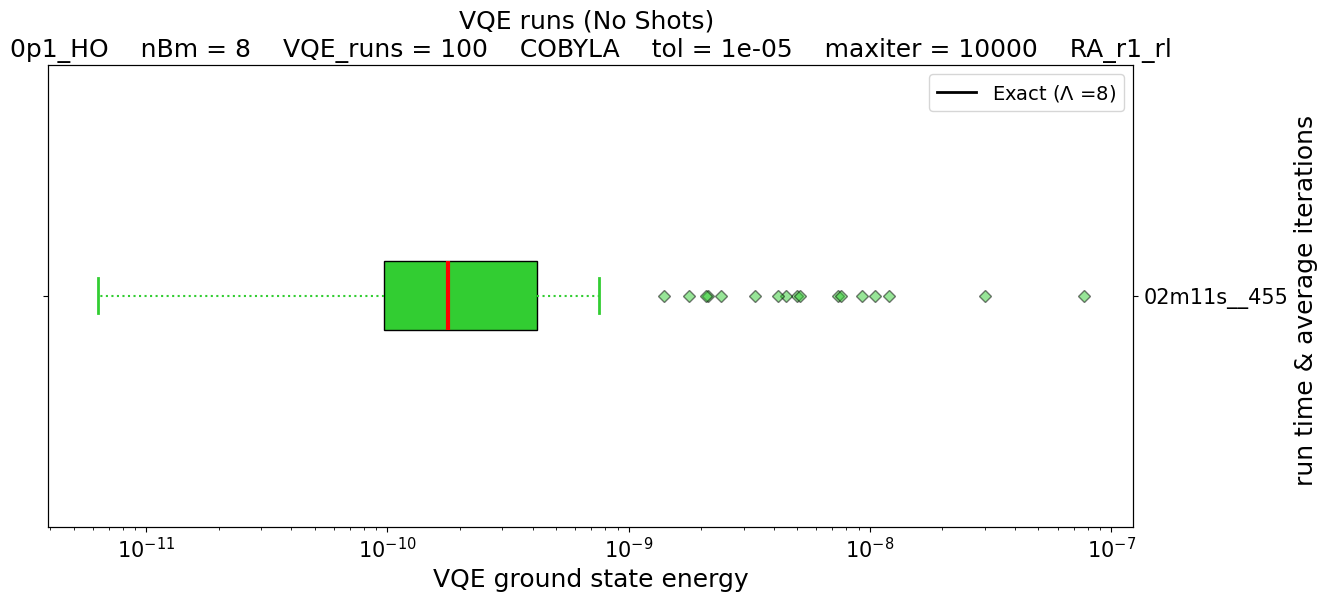 VQE runs (No Shots)
0p1_HO    nBm = 8    VQE_runs = 100    COBYLA    tol = 1e-05    maxiter = 10000    RA_r1_rl
Exact (Λ =8)
02m11s__455
run time & average iterations
10⁻¹¹ 10⁻¹⁰ 10⁻⁹ 10⁻⁸ 10⁻⁷
VQE ground state energy